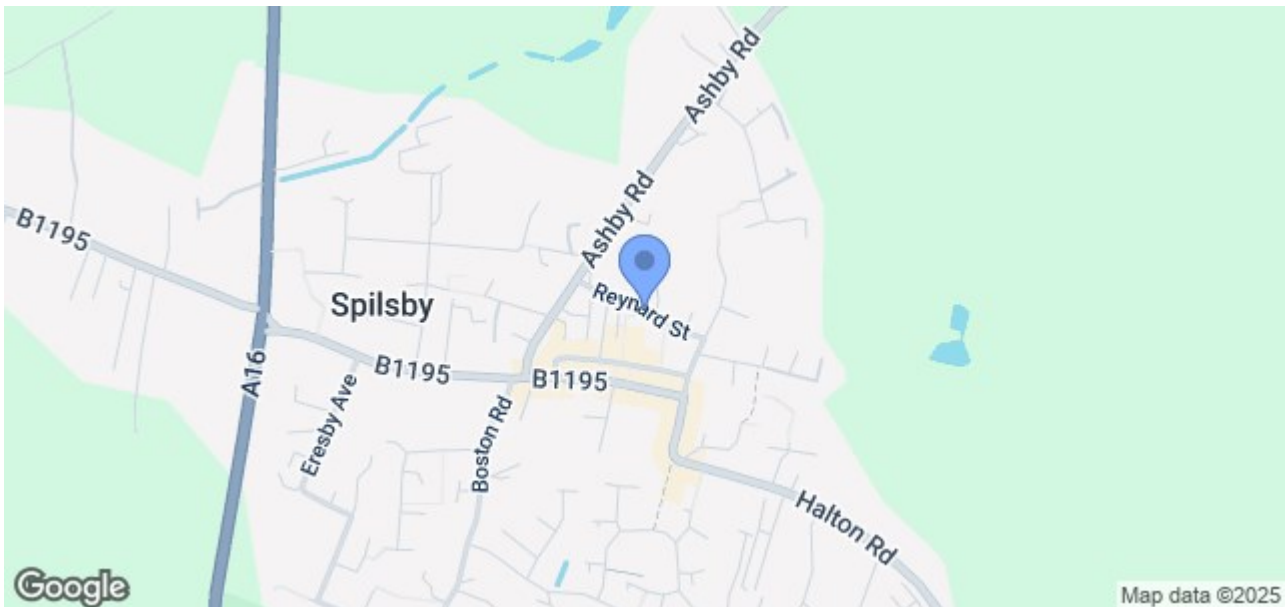 Ashby Rd
Ashby Rd
B1195
Reynard St
Spilsby
A16
B1195
B1195
Eresby Ave
Boston Rd
Halton Rd
Google
Map data ©2025